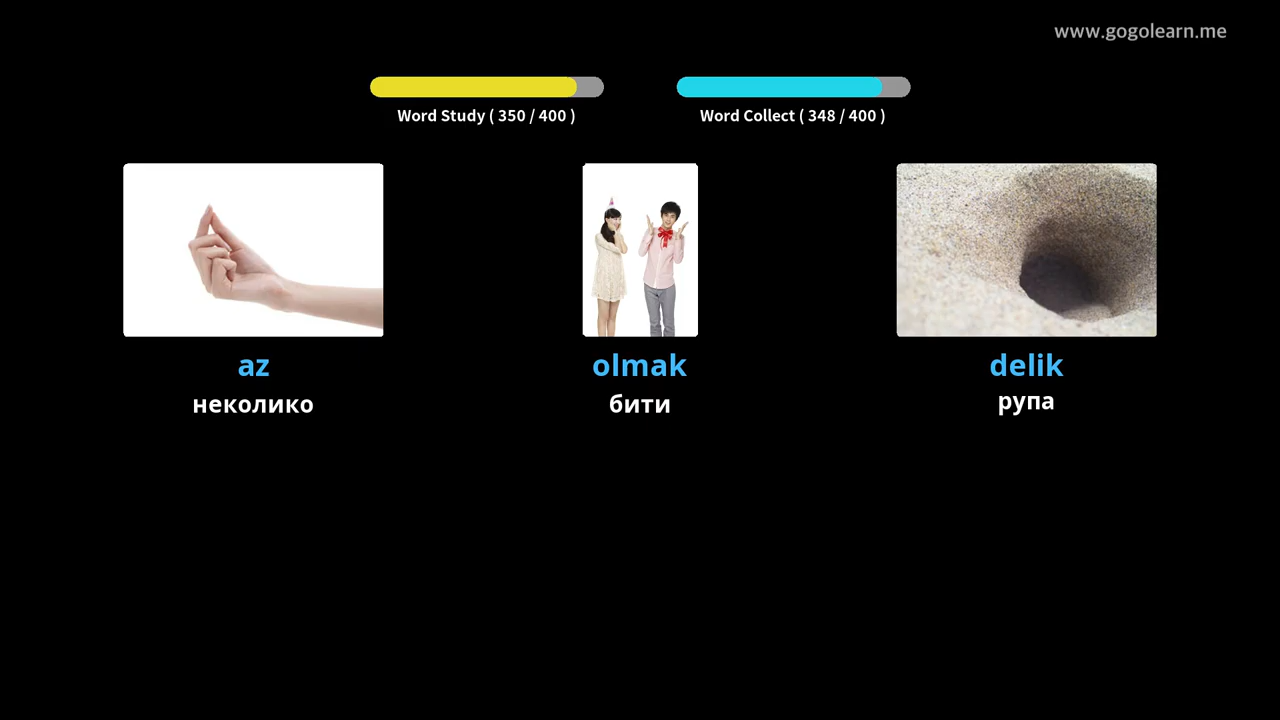 www.gogolearn.me
Word Study ( 350 / 400 )
Word Collect ( 348 / 400 )
az
olmak
delik
неколико
бити
рупа